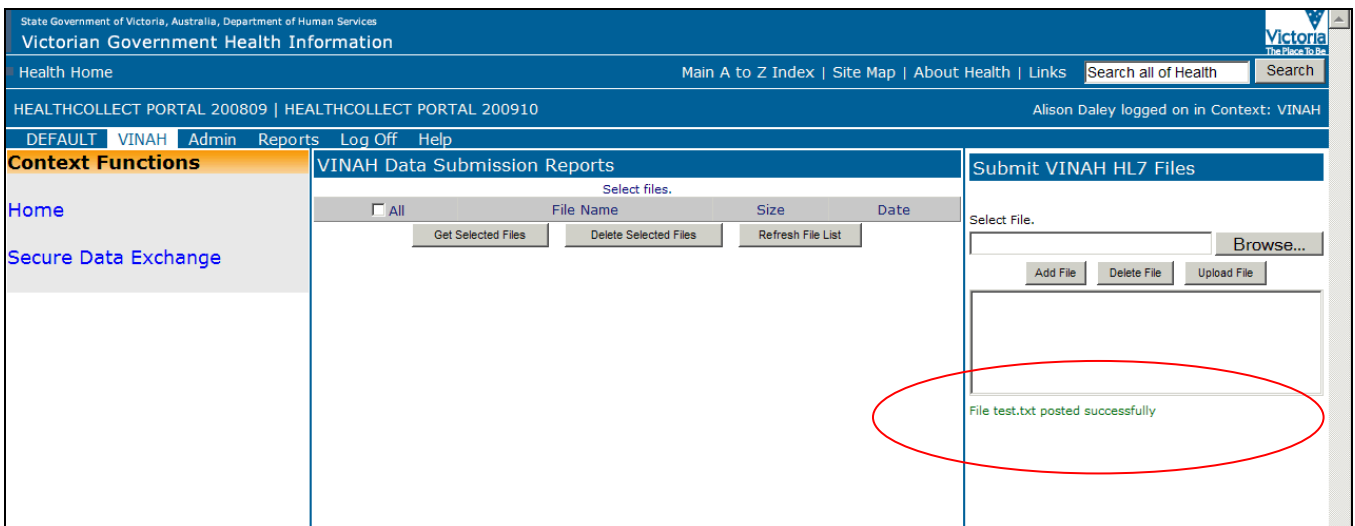 State Government of Victoria, Australia, Department of Human Services
Victorian Government Health Information
Victoria
The Place To Be
Health Home
Main A to Z Index | Site Map | About Health | Links
Search all of Health
Search
HEALTHCOLLECT PORTAL 200809 | HEALTHCOLLECT PORTAL 200910
Alison Daley logged on in Context: VINAH
DEFAULT VINAH Admin Reports Log Off Help
Context Functions
Home
Secure Data Exchange
VINAH Data Submission Reports
Select files.
All File Name Size Date
Get Selected Files Delete Selected Files Refresh File List
Submit VINAH HL7 Files
Select File.
Browse...
Add File Delete File Upload File
File test.txt posted successfully